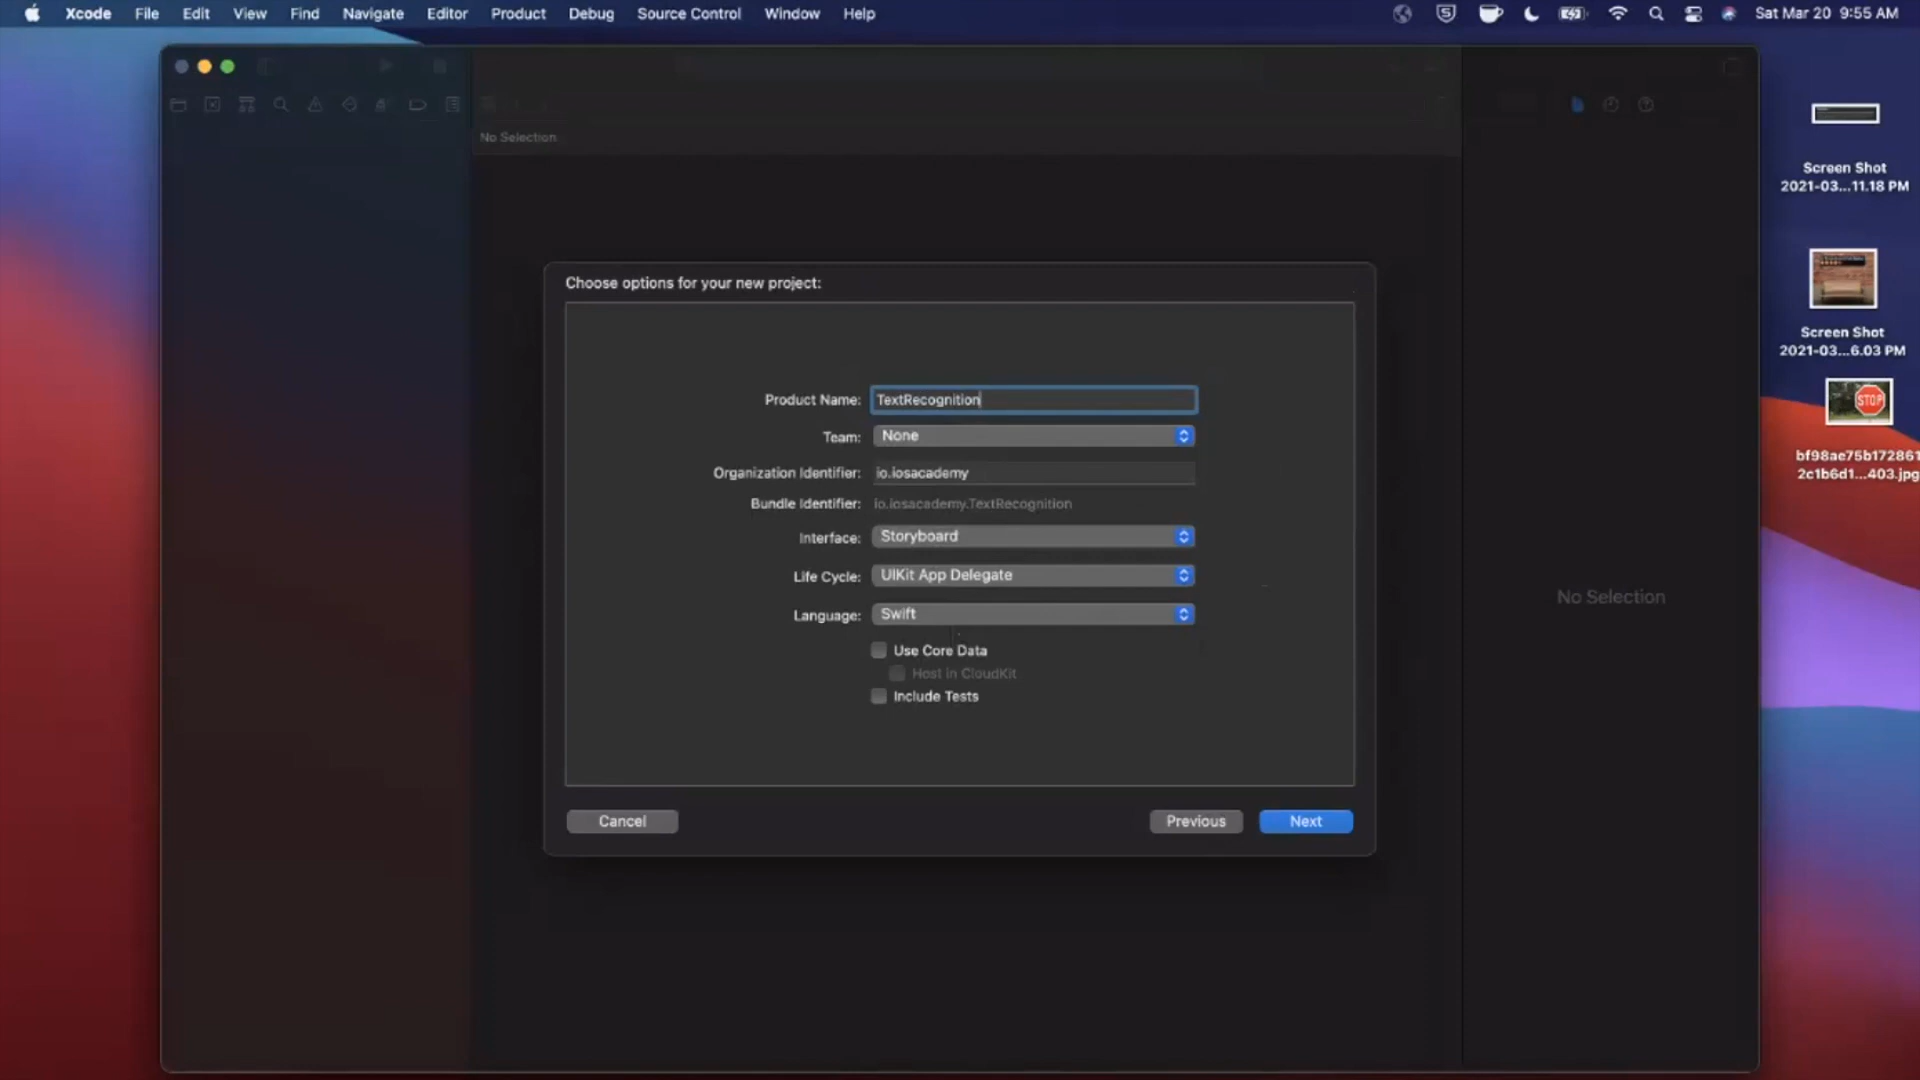 Xcode File Edit View Find Navigate Editor Product Debug Source Control Window Help
Sat Mar 20 9:55 AM
No Selection
Screen Shot
2021-03...11.18 PM
Screen Shot
2021-03...6.03 PM
STOP
bf98ae75b172861
2c1b6d1...403.jpg
Choose options for your new project:
Product Name: TextRecognition
Team: None
Organization Identifier: io.iosacademy
Bundle Identifier: io.iosacademy.TextRecognition
Interface: Storyboard
Life Cycle: UIKit App Delegate
Language: Swift
Use Core Data
Host in CloudKit
Include Tests
Cancel
Previous
Next
No Selection